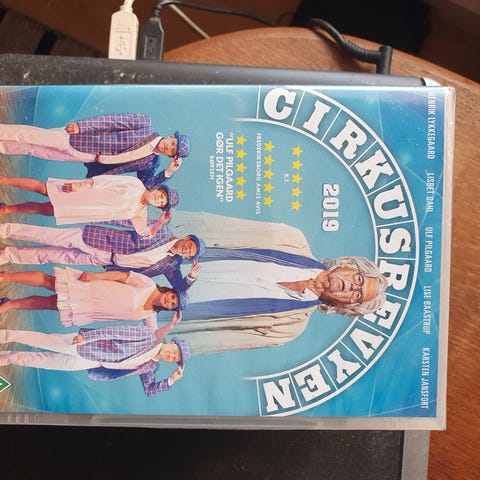 HENRIK LYKKEGAARD LISBET DAHL ULF PILGAARD LISE BAASTRUP KARSTEN JANSFORT
CIRKUSREVYEN
2019
B.T.
FREDERIKSBORG AMTS AVIS
"ULF PILGAARD
GØR DET IGEN"
BØRSEN